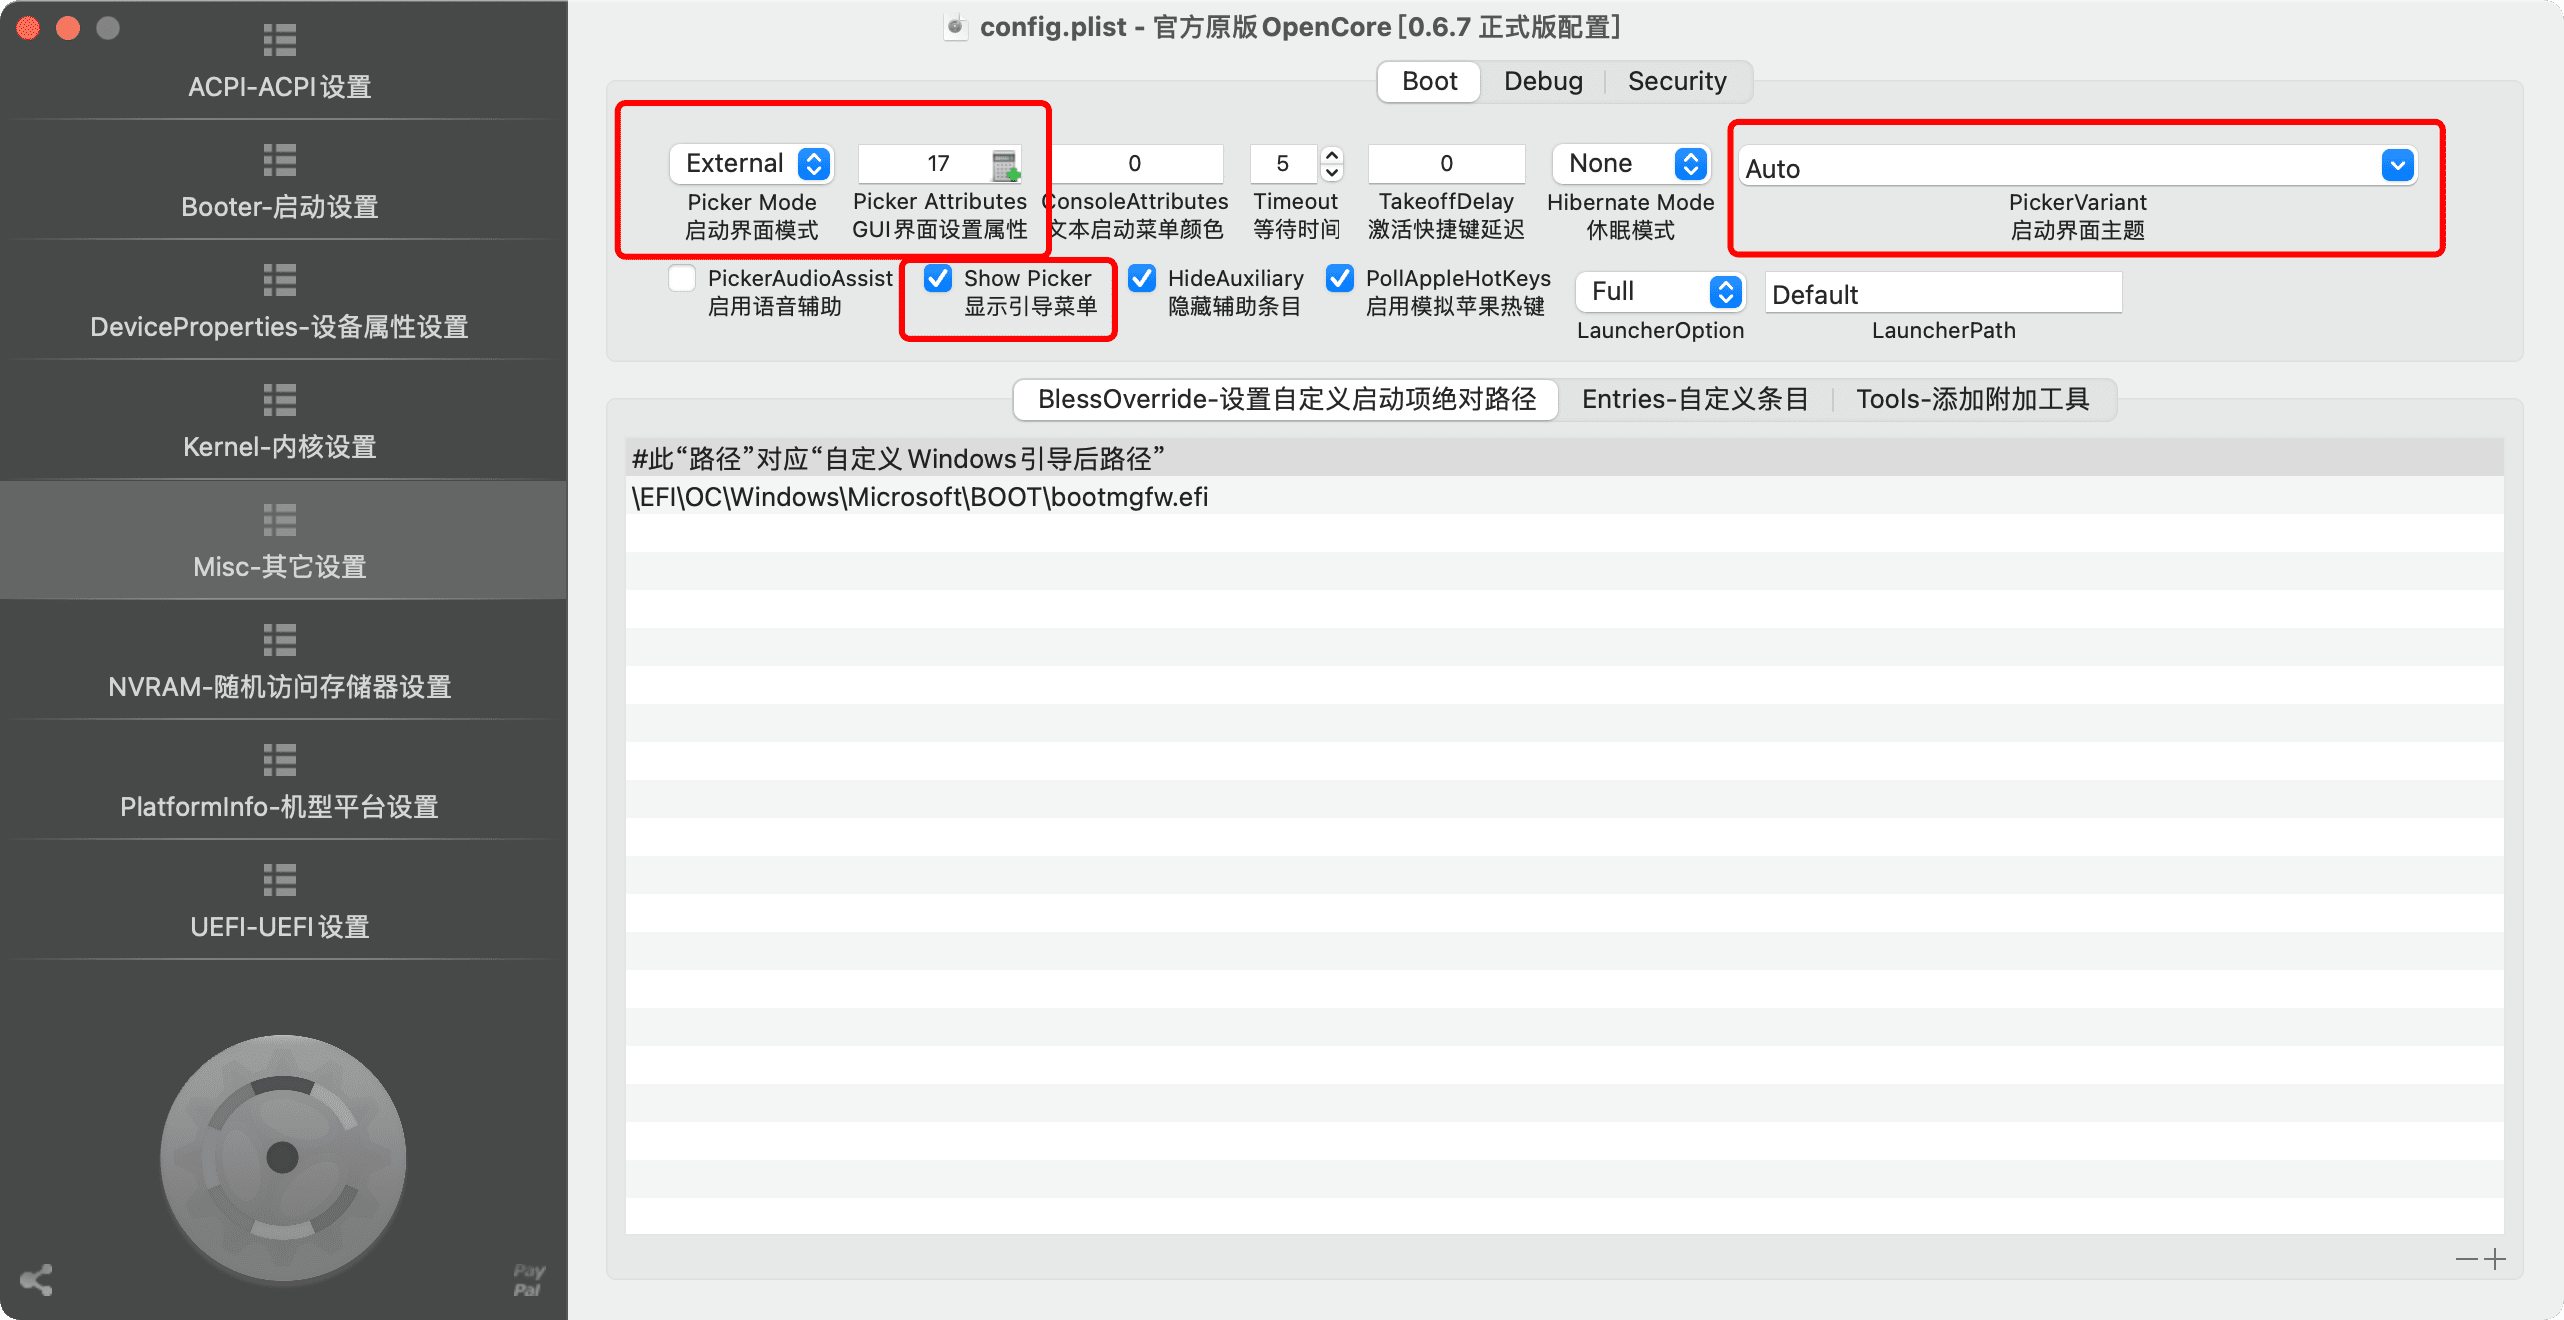 config.plist - 官方原版OpenCore [0.6.7 正式版配置]
ACPI-ACPI设置
Booter-启动设置
DeviceProperties-设备属性设置
Kernel-内核设置
Misc-其它设置
NVRAM-随机访问存储器设置
PlatformInfo-机型平台设置
UEFI-UEFI设置
Pay
Pal
Boot
Debug
Security
External
Picker Mode
启动界面模式
17
Picker Attributes
GUI界面设置属性
0
ConsoleAttributes
文本启动菜单颜色
5
Timeout
等待时间
0
TakeoffDelay
激活快捷键延迟
None
Hibernate Mode
休眠模式
Auto
PickerVariant
启动界面主题
PickerAudioAssist
启用语音辅助
Show Picker
显示引导菜单
HideAuxiliary
隐藏辅助条目
PollAppleHotKeys
启用模拟苹果热键
Full
LauncherOption
Default
LauncherPath
BlessOverride-设置自定义启动项绝对路径
Entries-自定义条目
Tools-添加附加工具
#此“路径”对应“自定义Windows引导后路径”
\EFI\OC\Windows\Microsoft\BOOT\bootmgfw.efi